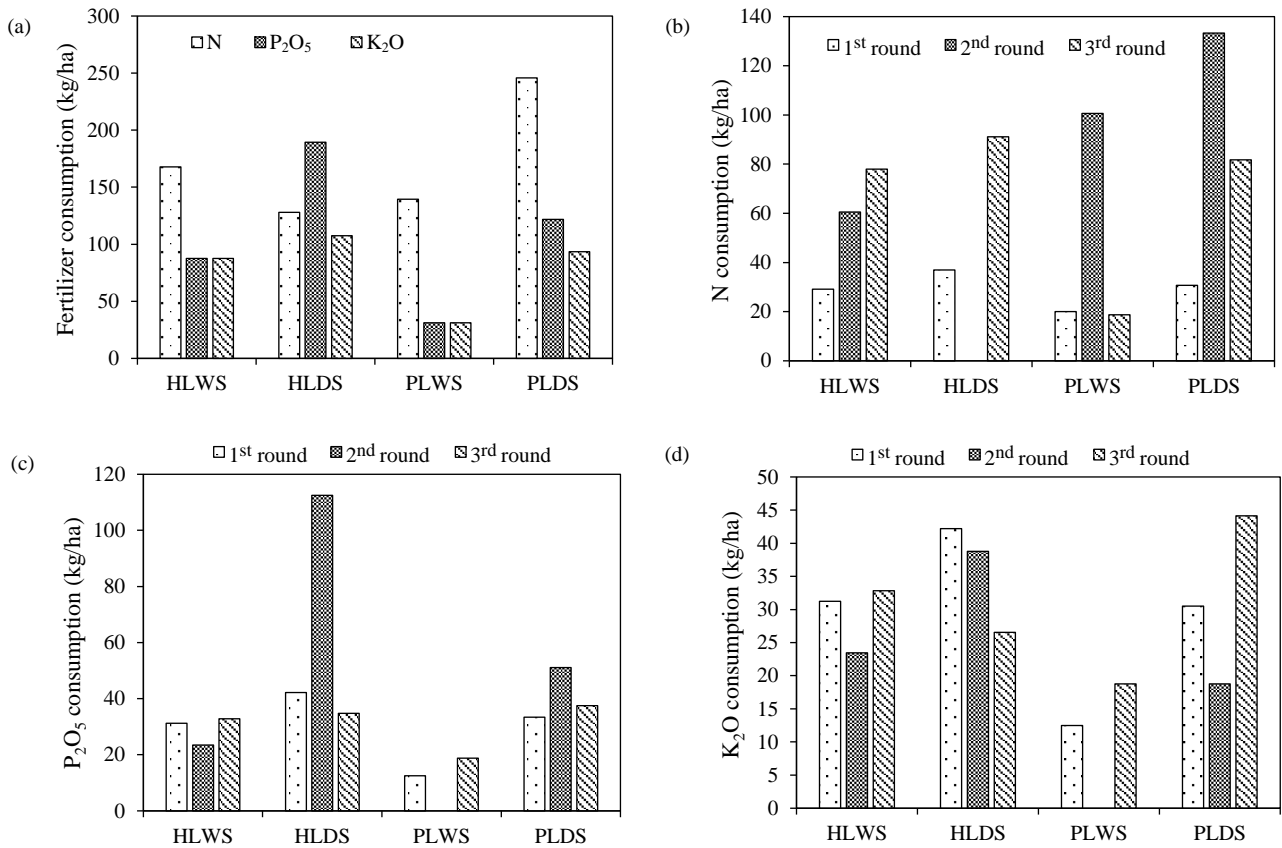 (a)
Fertilizer consumption (kg/ha)
300
250
200
150
100
50
0
N P₂O₅ K₂O
HLWS HLDS PLWS PLDS
(b)
N consumption (kg/ha)
140
120
100
80
60
40
20
0
1st round 2nd round 3rd round
HLWS HLDS PLWS PLDS
(c)
1st round 2nd round 3rd round
P₂O₅ consumption (kg/ha)
120
100
80
60
40
20
0
HLWS HLDS PLWS PLDS
(d)
1st round 2nd round 3rd round
K₂O consumption (kg/ha)
50
45
40
35
30
25
20
15
10
5
0
HLWS HLDS PLWS PLDS